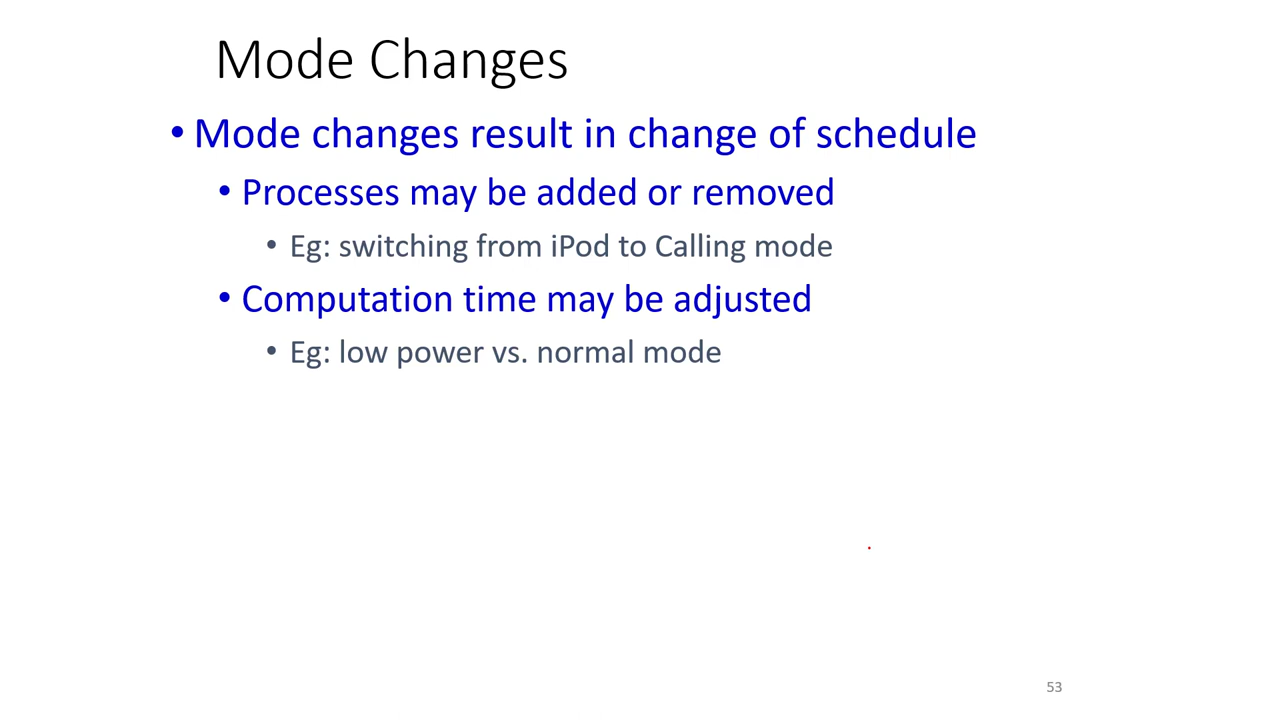 Mode Changes
• Mode changes result in change of schedule
• Processes may be added or removed
• Eg: switching from iPod to Calling mode
• Computation time may be adjusted
• Eg: low power vs. normal mode
53